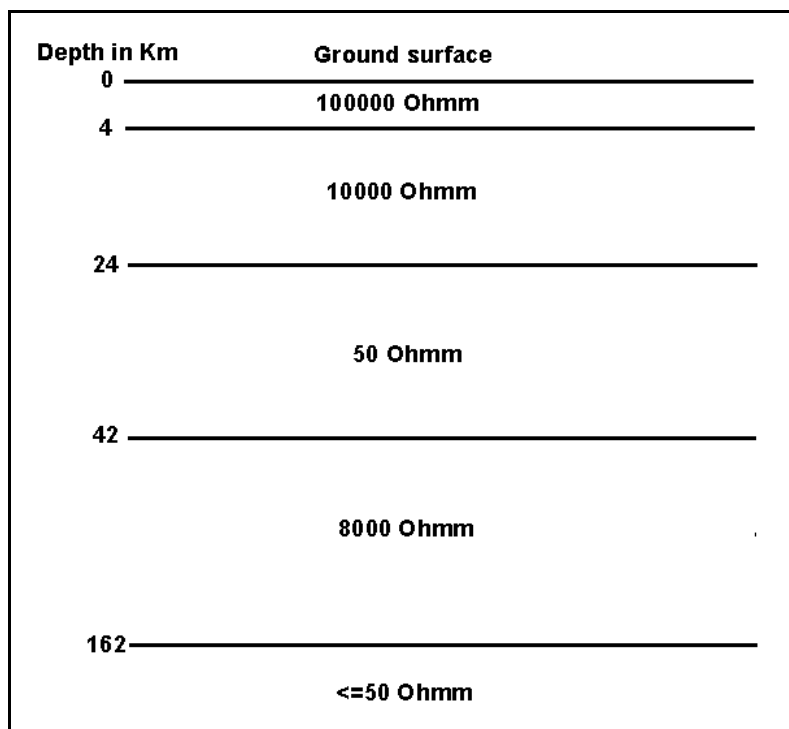 Depth in Km Ground surface
0
100000 Ohmm
4
10000 Ohmm
24
50 Ohmm
42
8000 Ohmm
162
<=50 Ohmm